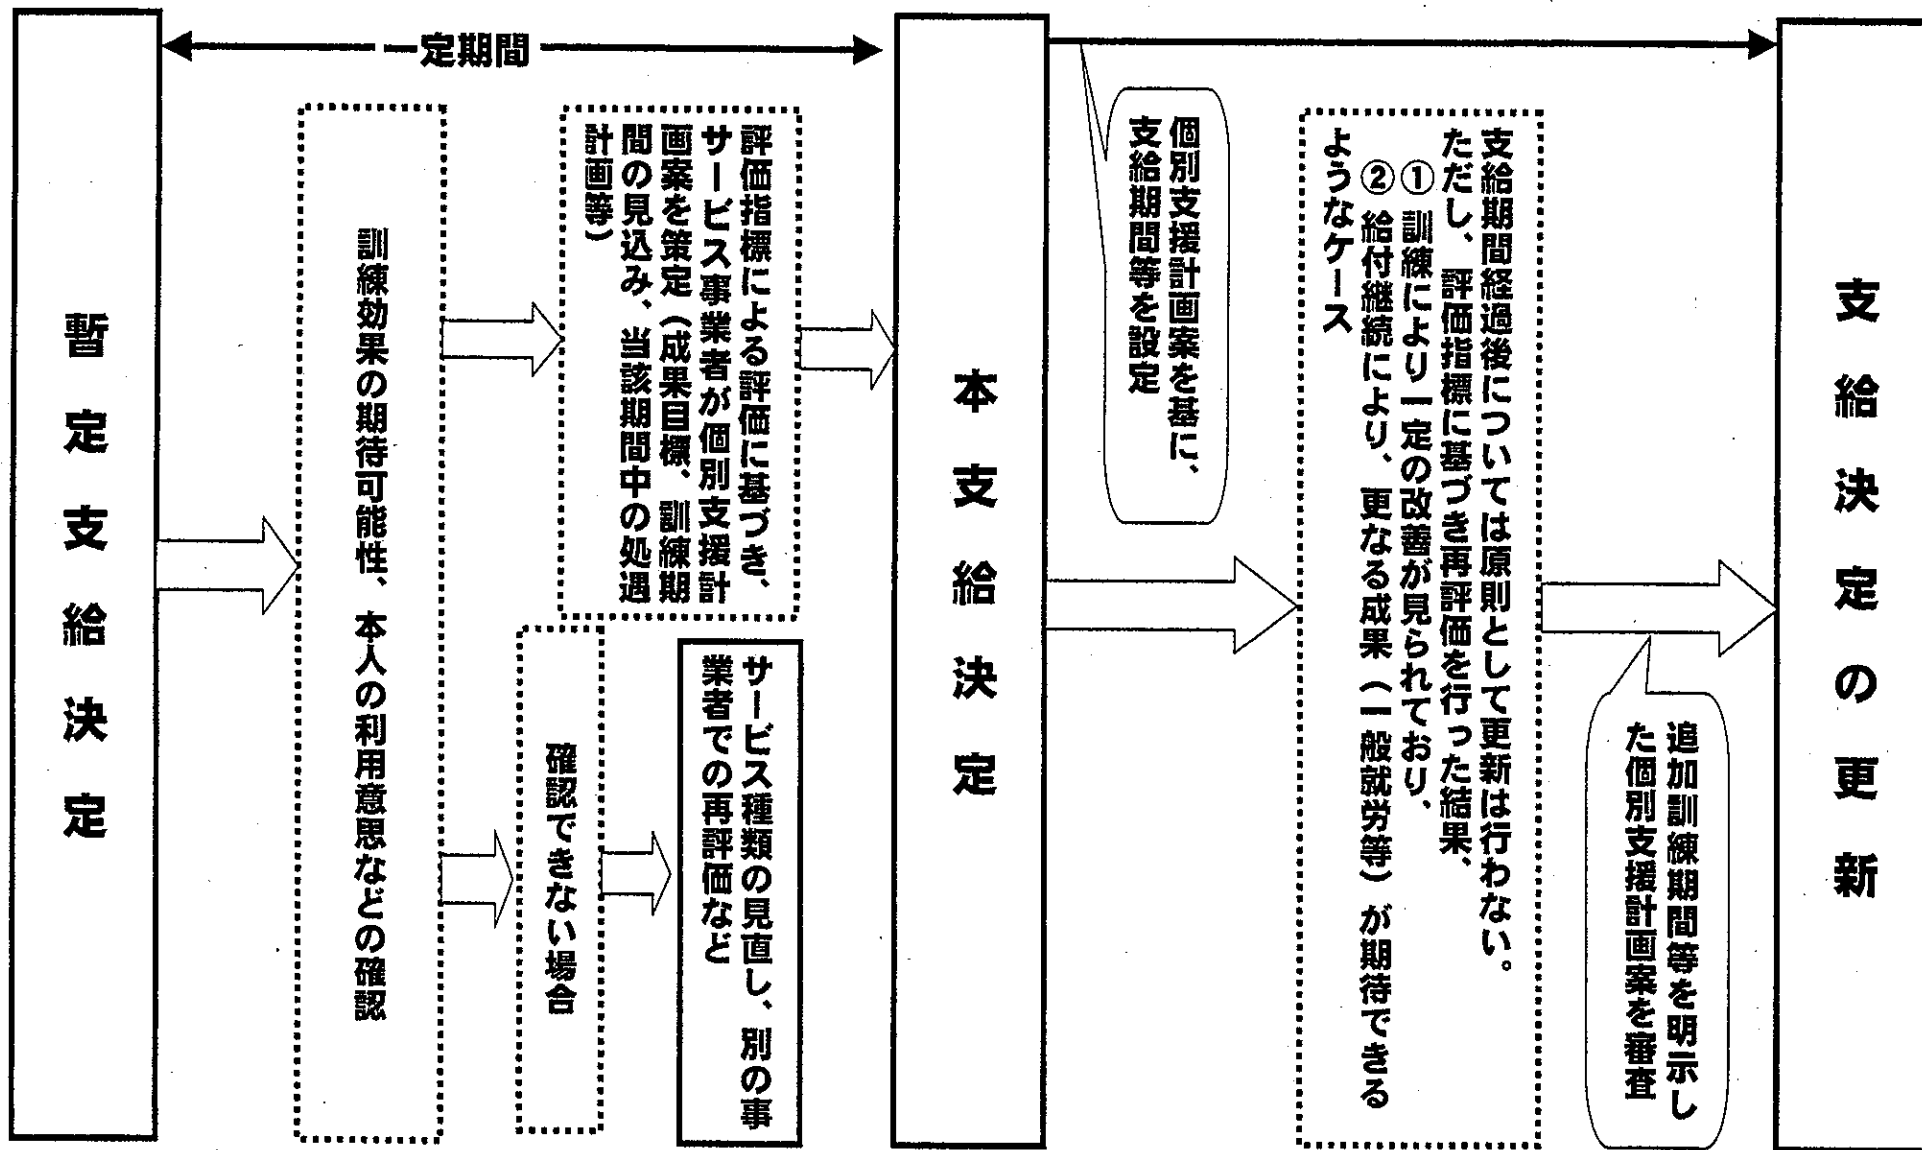 暫定支給決定
一定期間
訓練効果の期待可能性、本人の利用意思などの確認
評価指標による評価に基づき、
サービス事業者が個別支援計
画案を策定（成果目標、訓練期
間の見込み、当該期間中の処遇
計画等）
確認できない場合
サービス種類の見直し、別の事
業者での再評価など
本支給決定
個別支援計画案を基に、
支給期間等を設定
支給期間経過後については原則として更新は行わない。
ただし、評価指標に基づき再評価を行った結果、
① 訓練により一定の改善が見られており、
② 給付継続により、更なる成果（一般就労等）が期待できる
ようなケース
追加訓練期間等を明示し
た個別支援計画案を審査
支給決定の更新